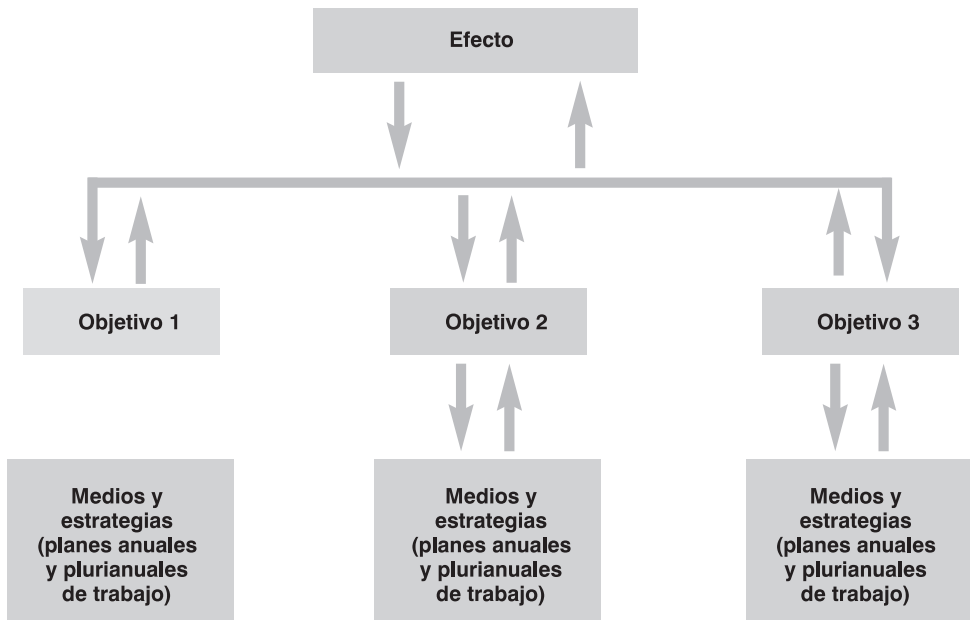 Efecto
Objetivo 1
Objetivo 2
Objetivo 3
Medios y
estrategias
(planes anuales
y plurianuales
de trabajo)
Medios y
estrategias
(planes anuales
y plurianuales
de trabajo)
Medios y
estrategias
(planes anuales
y plurianuales
de trabajo)